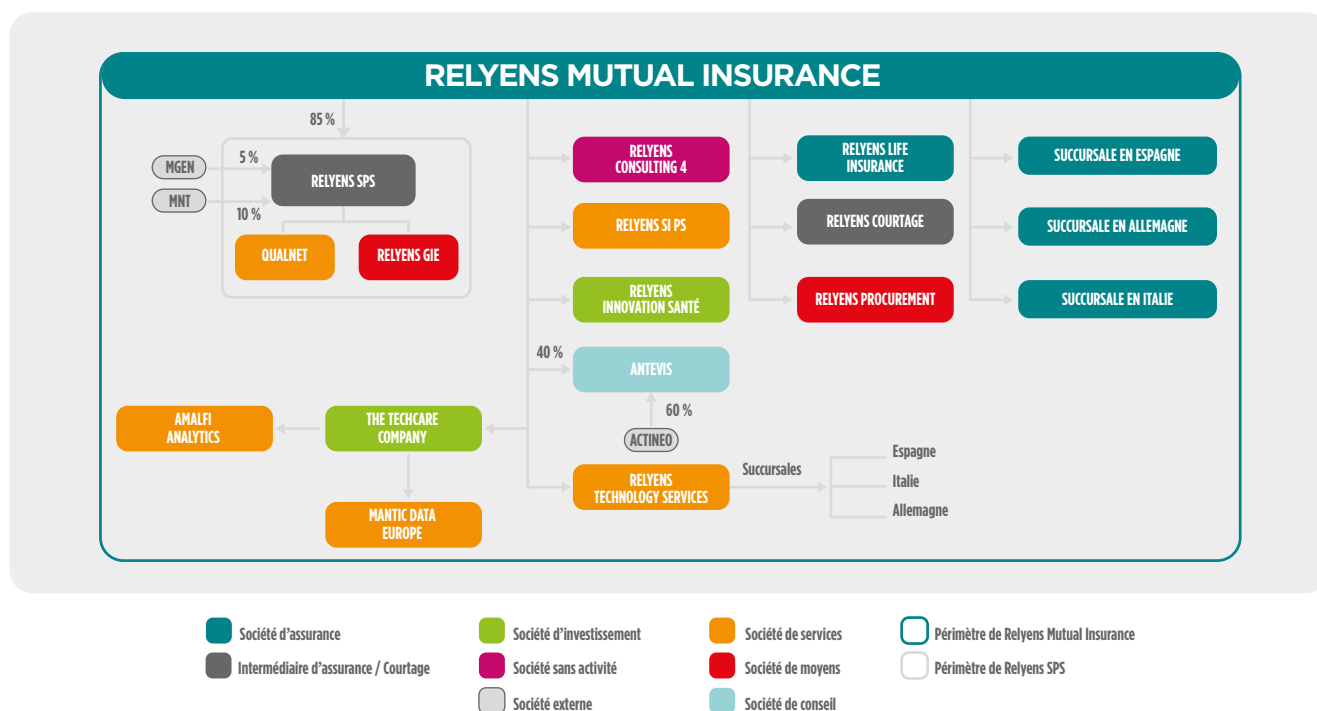 RELYENS MUTUAL INSURANCE
85 %
MGEN
5 %
MNT
10 %
RELYENS SPS
QUALNET
RELYENS GIE
RELYENS
CONSULTING 4
RELYENS SI PS
RELYENS
INNOVATION SANTÉ
40 %
ANTEVIS
60 %
ACTINEO
RELYENS
TECHNOLOGY SERVICES
Succursales
Espagne
Italie
Allemagne
RELYENS LIFE
INSURANCE
RELYENS COURTAGE
RELYENS PROCUREMENT
SUCCURSALE EN ESPAGNE
SUCCURSALE EN ALLEMAGNE
SUCCURSALE EN ITALIE
AMALFI
ANALYTICS
THE TECHCARE
COMPANY
MANTIC DATA
EUROPE
Société d'assurance
Intermédiaire d'assurance / Courtage
Société d'investissement
Société sans activité
Société externe
Société de services
Société de moyens
Société de conseil
Périmètre de Relyens Mutual Insurance
Périmètre de Relyens SPS